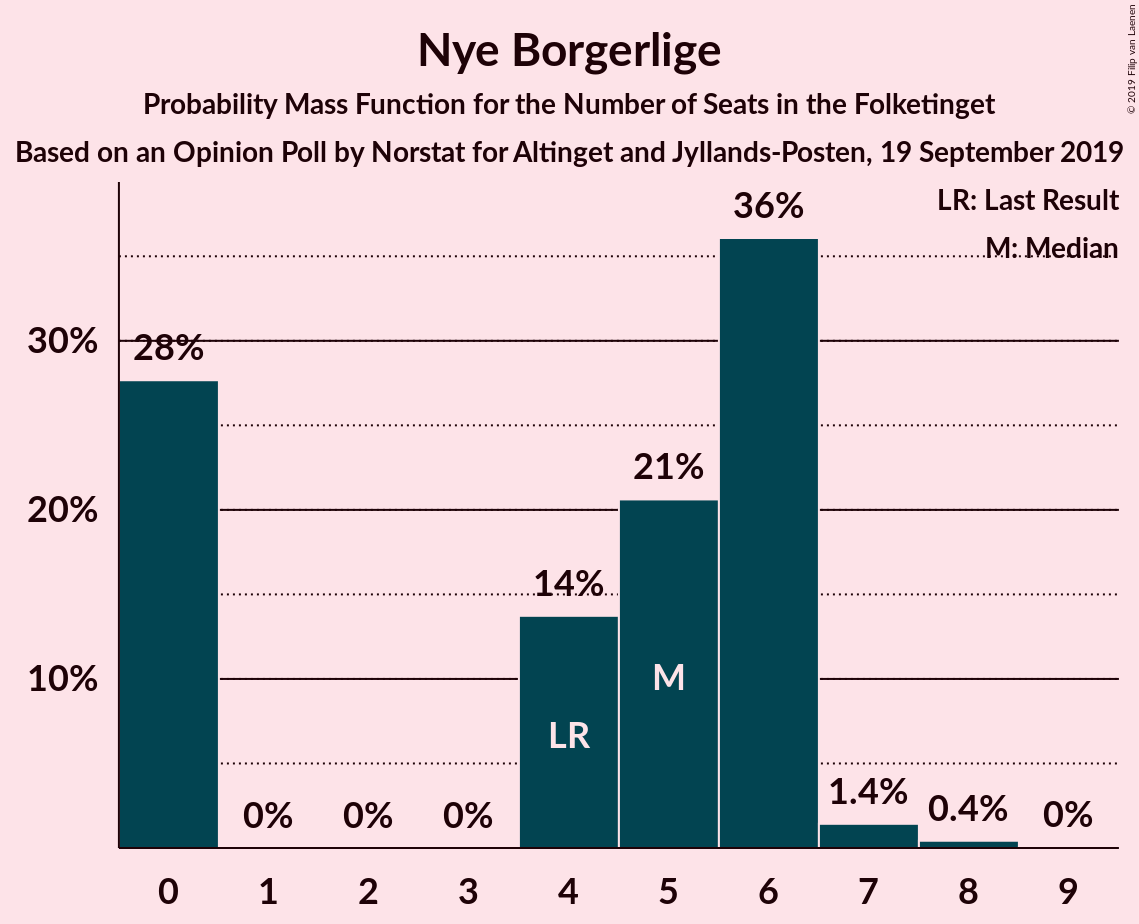 Nye Borgerlige
Probability Mass Function for the Number of Seats in the Folketinget
Based on an Opinion Poll by Norstat for Altinget and Jyllands-Posten, 19 September 2019
© 2019 Filip van Laenen
LR: Last Result
M: Median
36%
30%
28%
21%
20%
14%
10%
M
LR
0%
0%
0%
1.4%
0.4%
0%
0
1
2
3
4
5
6
7
8
9